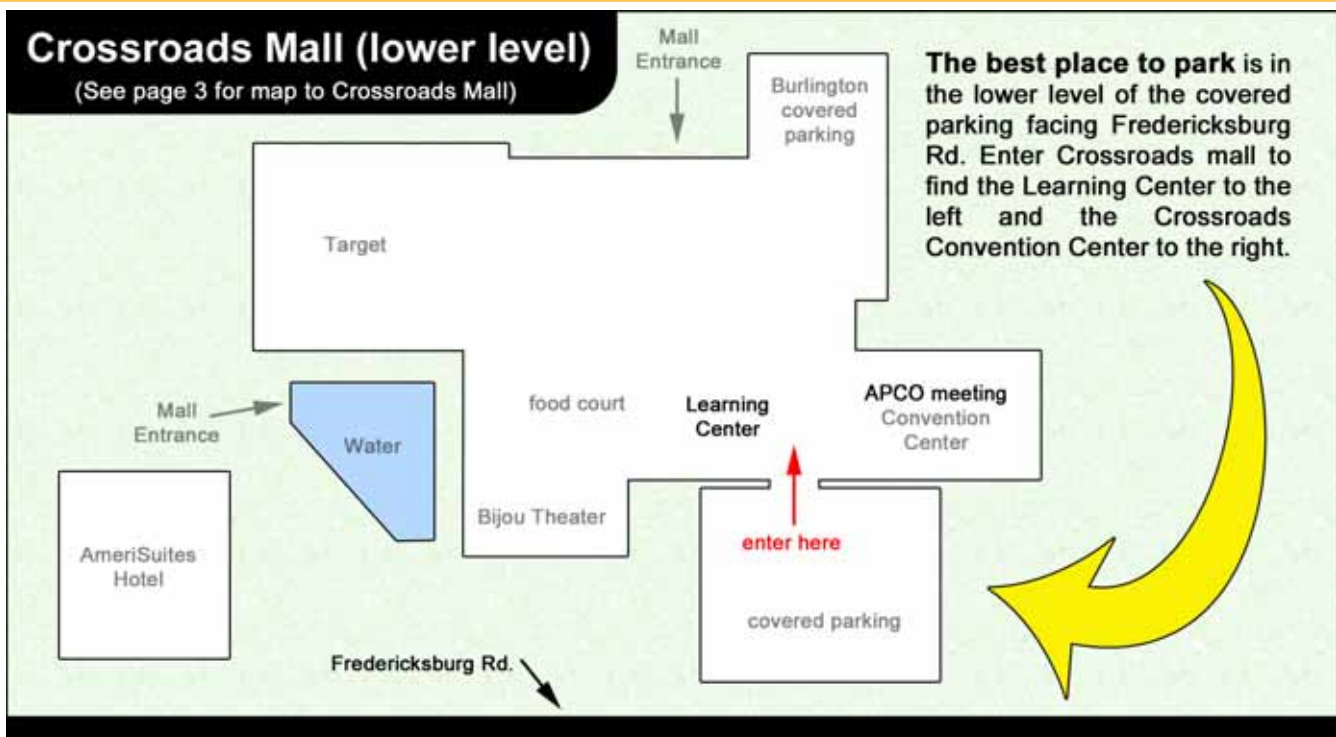 Crossroads Mall (lower level)
(See page 3 for map to Crossroads Mall)
Mall
Entrance
Burlington
covered
parking
The best place to park is in
the lower level of the covered
parking facing Fredericksburg
Rd. Enter Crossroads mall to
find the Learning Center to the
left and the Crossroads
Convention Center to the right.
Target
food court
Learning
Center
APCO meeting
Convention
Center
Mall
Entrance
Water
Bijou Theater
enter here
AmeriSuites
Hotel
covered parking
Fredericksburg Rd.